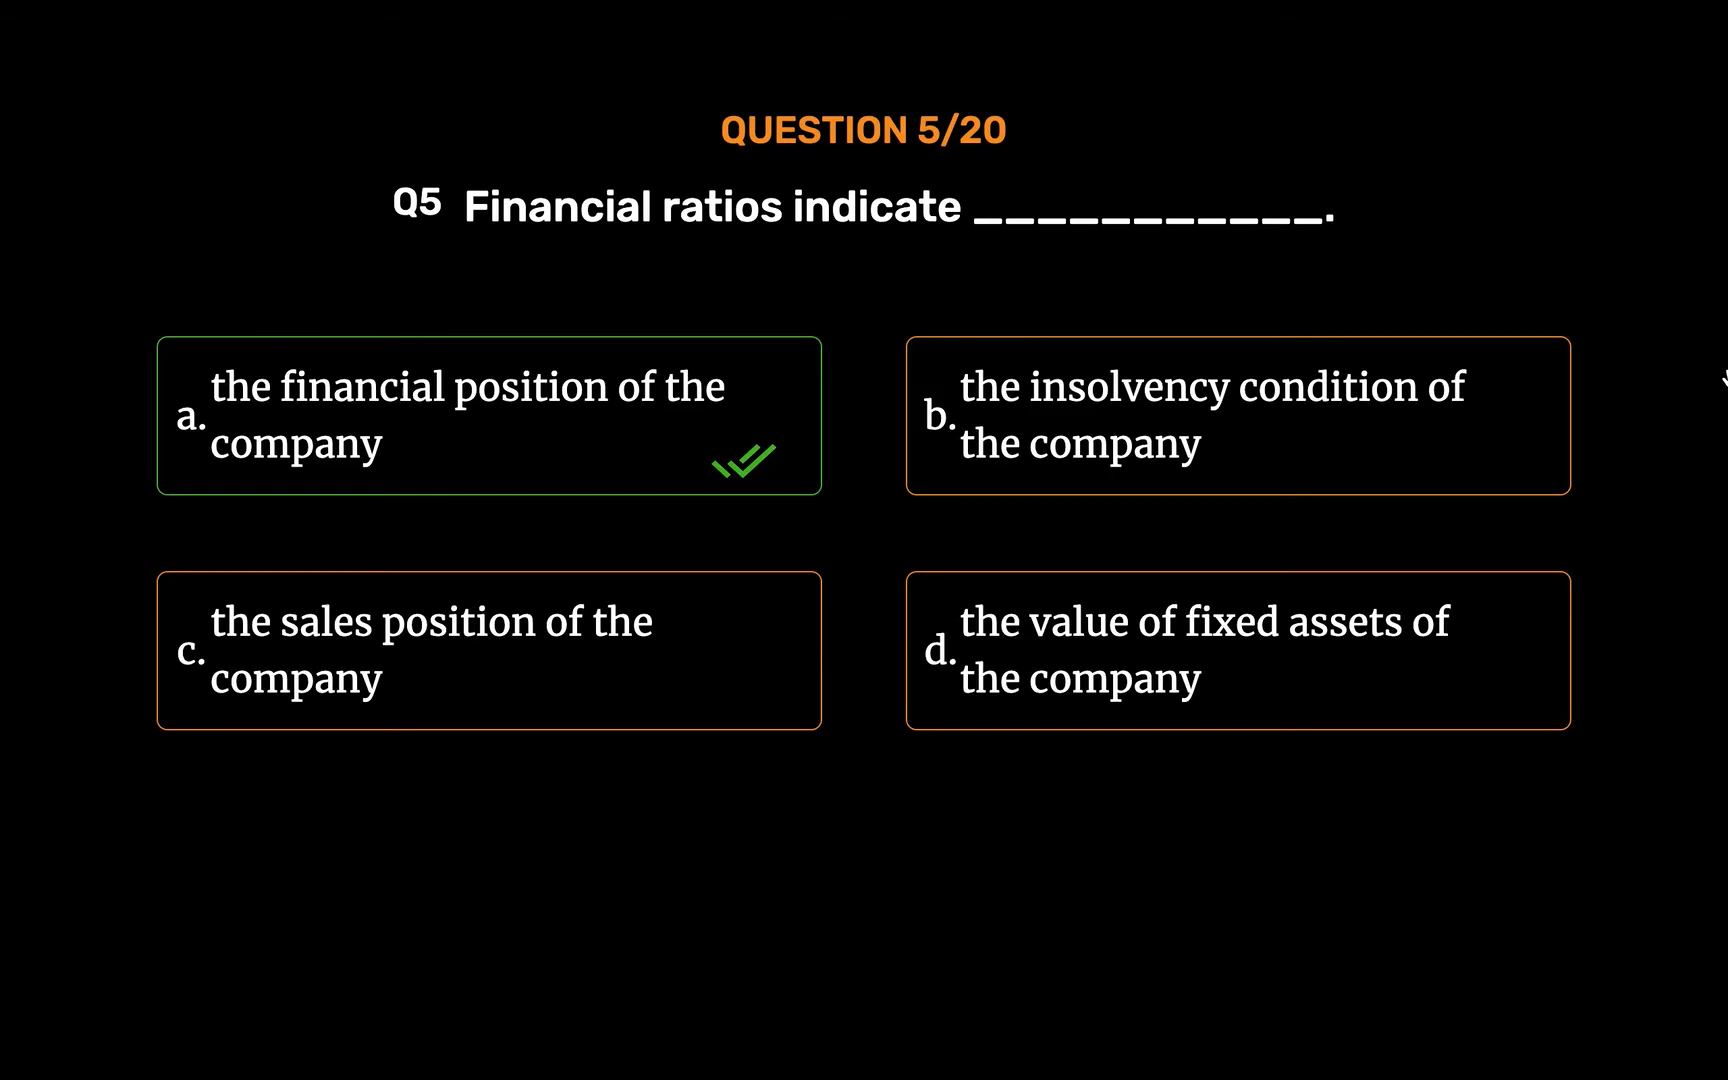 QUESTION 5/20
Q5 Financial ratios indicate ___________.
a. the financial position of the
company
b. the insolvency condition of
the company
c. the sales position of the
company
d. the value of fixed assets of
the company